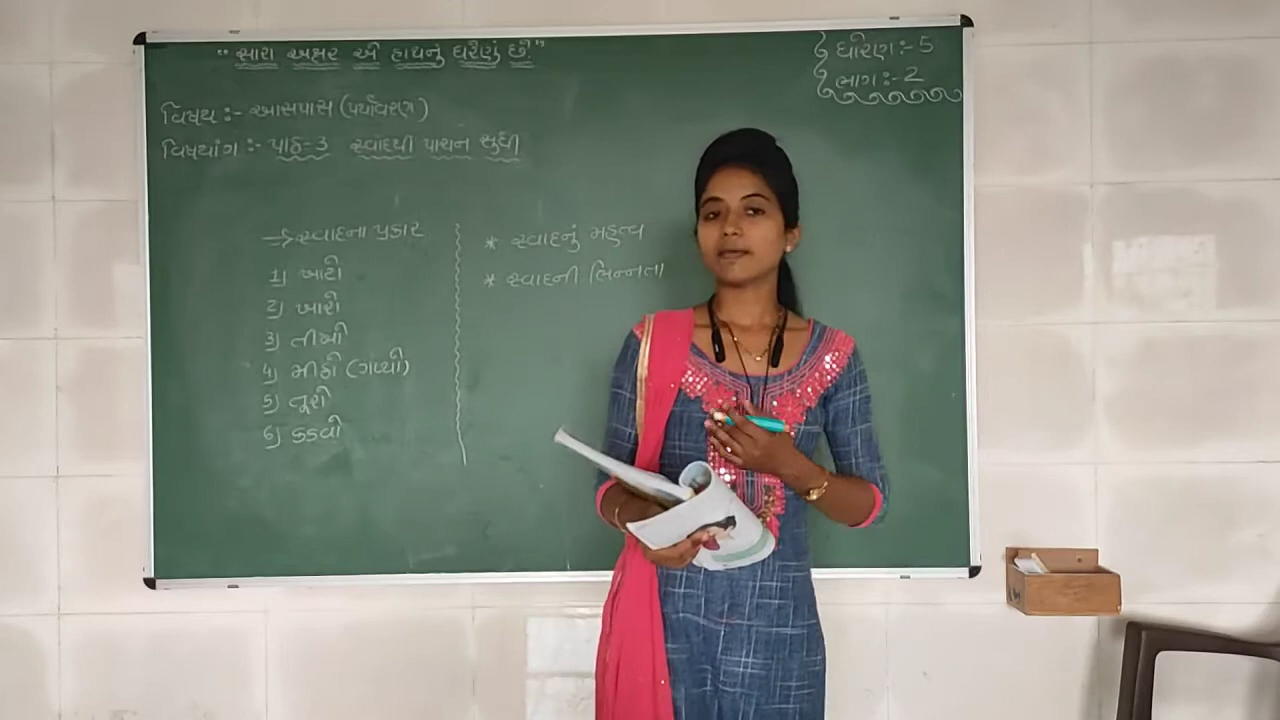 “ સારા અક્ષર એ હાથનું ઘરેણું છે.”
ધોરણ:- 5
ભાગ:- 2
વિષય :- આસપાસ (પર્યાવરણ)
વિષયાંગ :- પાઠ-3 સ્વાદથી પાચન સુધી
→ સ્વાદના પ્રકાર
1) ખાટો
2) ખારો
3) તીખો
4) મીઠો (ગળ્યો)
5) તૂરો
6) કડવો
* સ્વાદનું મહત્વ
* સ્વાદની ભિન્નતા